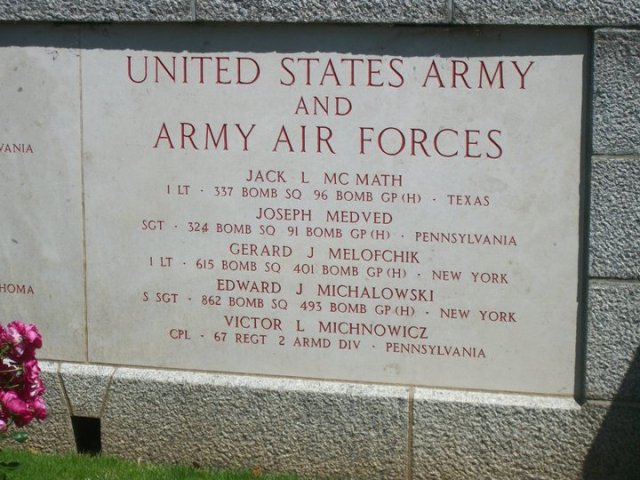 UNITED STATES ARMY
AND
ARMY AIR FORCES
JACK L MC MATH
1 LT · 337 BOMB SQ 96 BOMB GP (H) · TEXAS
JOSEPH MEDVED
SGT · 324 BOMB SQ 91 BOMB GP (H) · PENNSYLVANIA
GERARD J MELOFCHIK
1 LT · 615 BOMB SQ 401 BOMB GP (H) · NEW YORK
EDWARD J MICHALOWSKI
S SGT · 862 BOMB SQ 493 BOMB GP (H) · NEW YORK
VICTOR L MICHNOWICZ
CPL · 67 REGT 2 ARMD DIV · PENNSYLVANIA
VANIA
HOMA